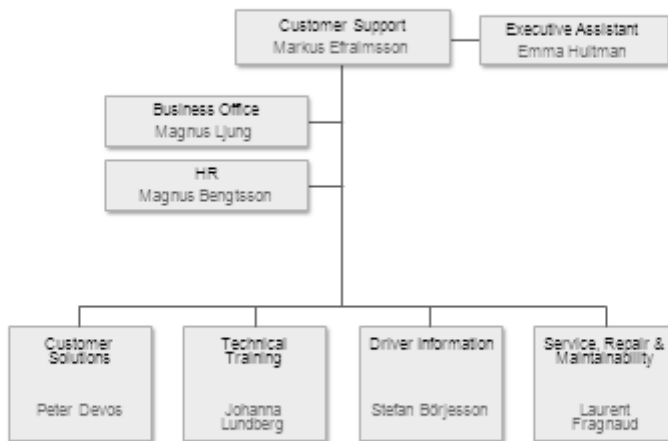 Customer Support
Markus Efraimsson
Executive Assistant
Emma Hultman
Business Office
Magnus Ljung
HR
Magnus Bengtsson
Customer
Solutions
Peter Devos
Technical
Training
Johanna
Lundberg
Driver Information
Stefan Börjesson
Service, Repair &
Maintainability
Laurent
Fragnaud